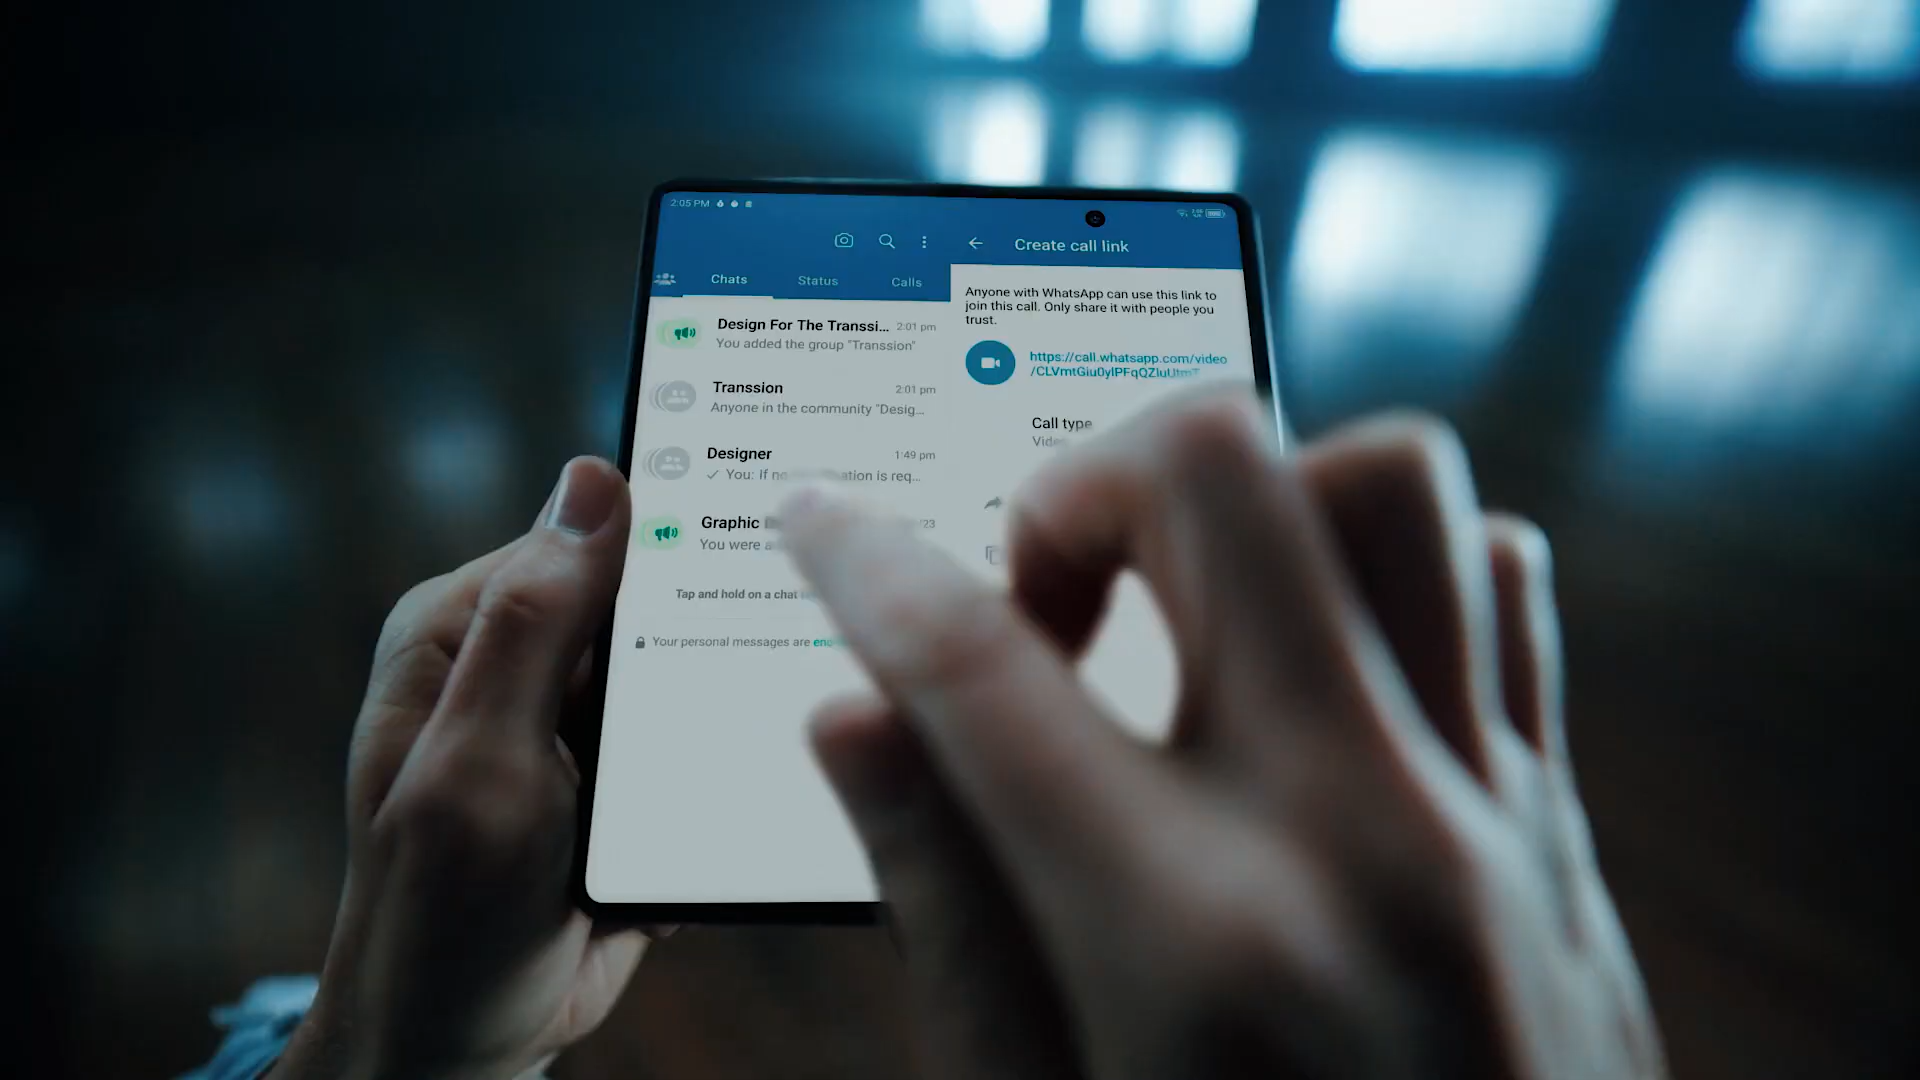 2:05 PM
Chats
Status
Calls
Design For The Transsi...
2:01 pm
You added the group "Transsion"
Transsion
2:01 pm
Anyone in the community "Desig...
Designer
1:49 pm
You: If no
ation is req...
Graphic
/23
You were
Tap and hold on a chat
Your personal messages are
Create call link
Anyone with WhatsApp can use this link to
join this call. Only share it with people you
trust.
https://call.whatsapp.com/video
Call type